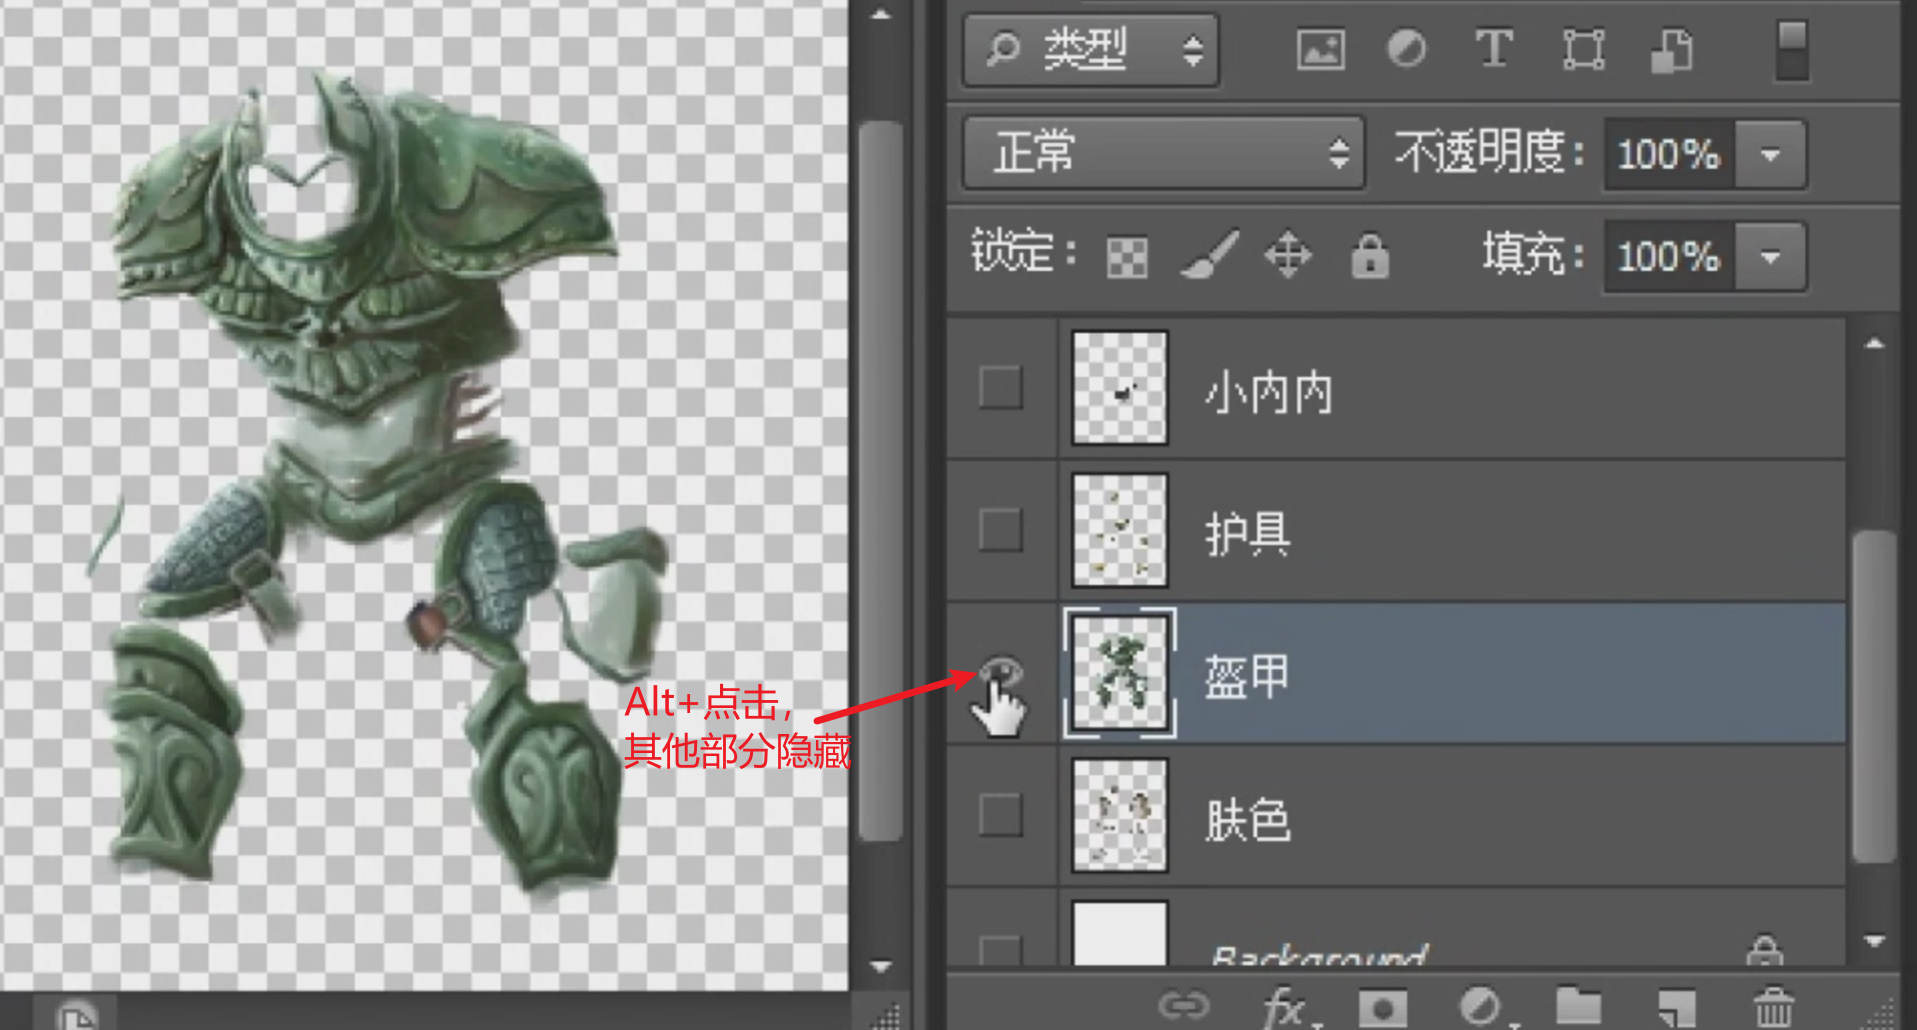 类型
正常
不透明度：
100%
锁定：
填充：
100%
小内内
护具
盔甲
Alt+点击，
其他部分隐藏
肤色
Background
fx